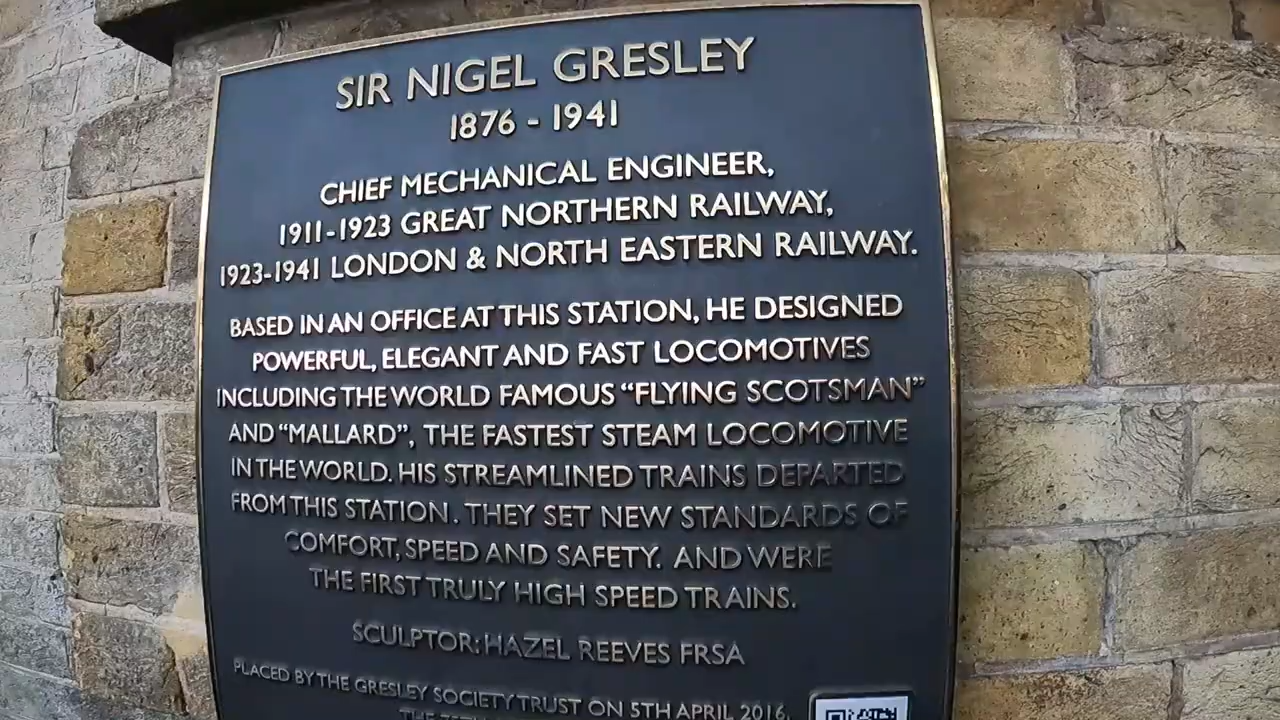 SIR NIGEL GRESLEY
1876 - 1941
CHIEF MECHANICAL ENGINEER,
1911-1923 GREAT NORTHERN RAILWAY,
1923-1941 LONDON & NORTH EASTERN RAILWAY.
BASED IN AN OFFICE AT THIS STATION, HE DESIGNED
POWERFUL, ELEGANT AND FAST LOCOMOTIVES
INCLUDING THE WORLD FAMOUS “FLYING SCOTSMAN”
AND “MALLARD”, THE FASTEST STEAM LOCOMOTIVE
IN THE WORLD. HIS STREAMLINED TRAINS DEPARTED
FROM THIS STATION. THEY SET NEW STANDARDS OF
COMFORT, SPEED AND SAFETY. AND WERE
THE FIRST TRULY HIGH SPEED TRAINS.
SCULPTOR: HAZEL REEVES FRSA
PLACED BY THE GRESLEY SOCIETY TRUST ON 5TH APRIL 2016,
THE